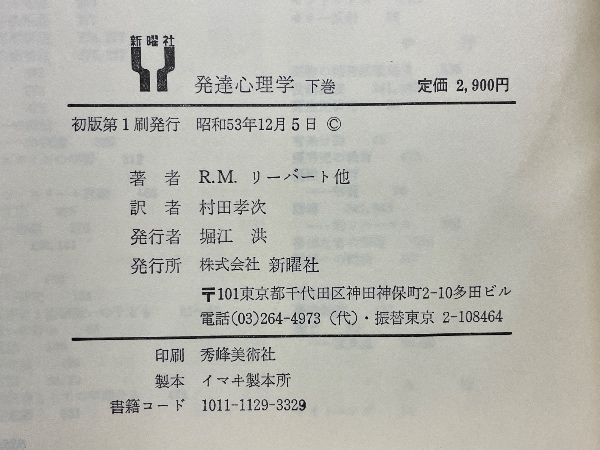 新曜社
発達心理学 下巻 定価 2,900円
初版第1刷発行 昭和53年12月5日 ©
著者 R.M. リーバート他
訳者 村田孝次
発行者 堀江 洪
発行所 株式会社 新曜社
〒101東京都千代田区神田神保町2-10多田ビル
電話(03)264-4973(代)・振替東京 2-108464
印刷 秀峰美術社
製本 イマヰ製本所
書籍コード 1011-1129-3329